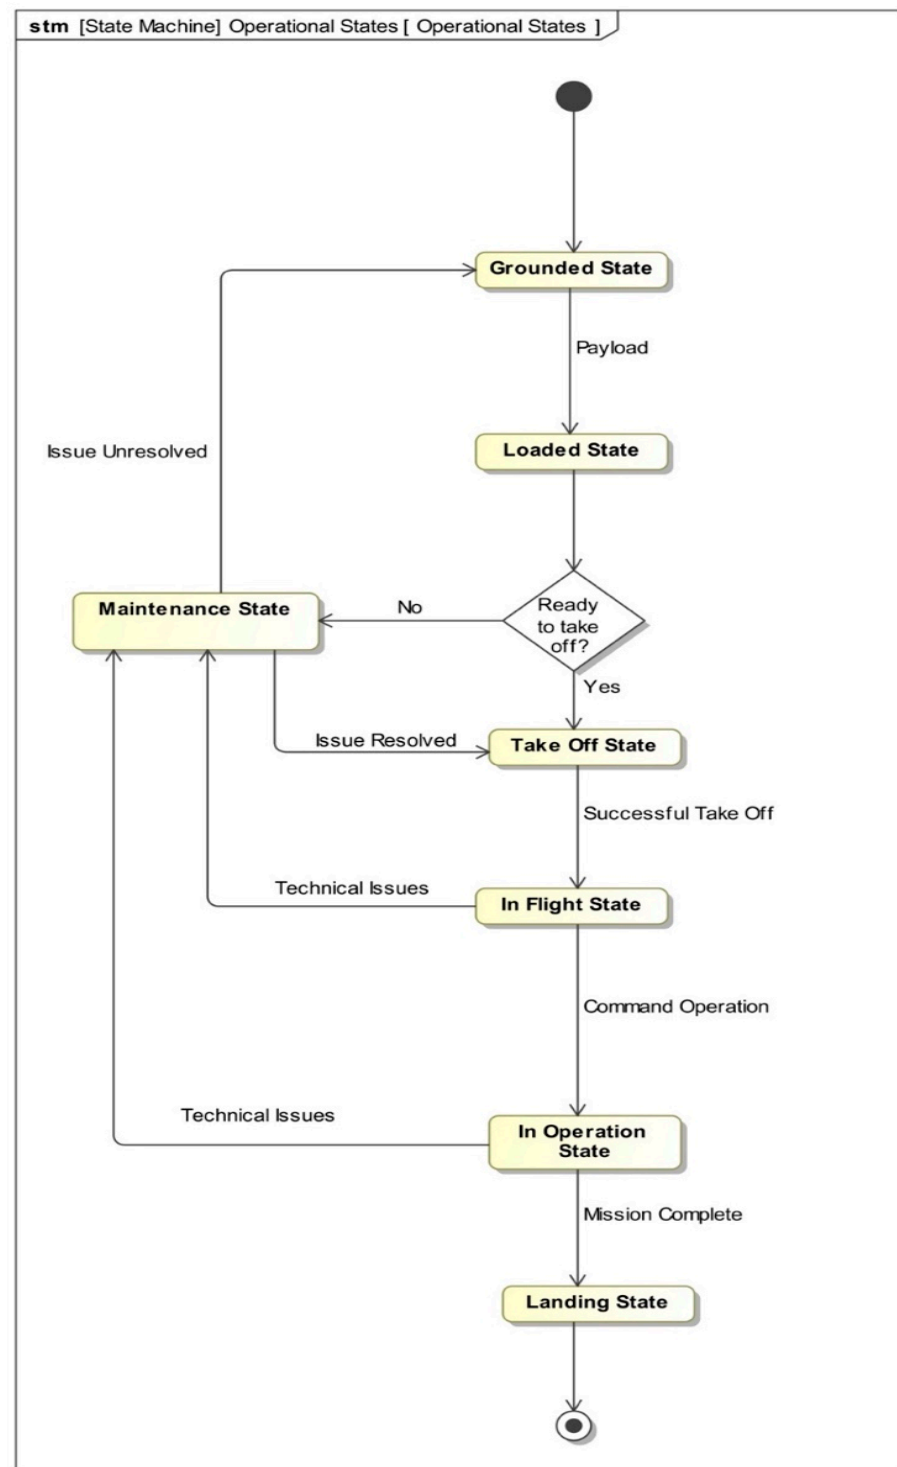 stm [State Machine] Operational States [ Operational States ]
Grounded State
Payload
Issue Unresolved
Loaded State
Maintenance State
No
Ready
to take
off?
Yes
Issue Resolved
Take Off State
Successful Take Off
Technical Issues
In Flight State
Command Operation
Technical Issues
In Operation
State
Mission Complete
Landing State